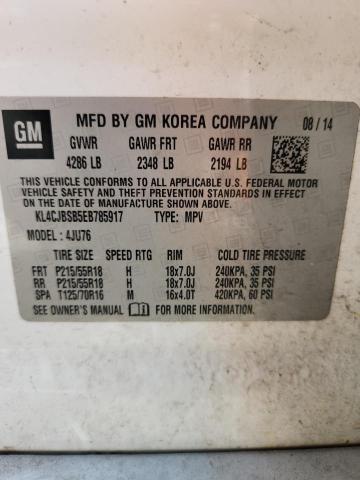 GM
MFD BY GM KOREA COMPANY 08 / 14
GVWR GAWR FRT GAWR RR
4286 LB 2348 LB 2194 LB
THIS VEHICLE CONFORMS TO ALL APPLICABLE U.S. FEDERAL MOTOR
VEHICLE SAFETY AND THEFT PREVENTION STANDARDS IN EFFECT
ON THE DATE OF MANUFACTURE SHOWN ABOVE.
KL4CJBSB5EB785917 TYPE: MPV
MODEL: 4JU76
TIRE SIZE SPEED RTG RIM COLD TIRE PRESSURE
FRT P215/55R18 H 18x7.0J 240KPA, 35 PSI
RR P215/55R18 H 18x7.0J 240KPA, 35 PSI
SPA T125/70R16 M 16x4.0T 420KPA, 60 PSI
SEE OWNER'S MANUAL FOR MORE INFORMATION.